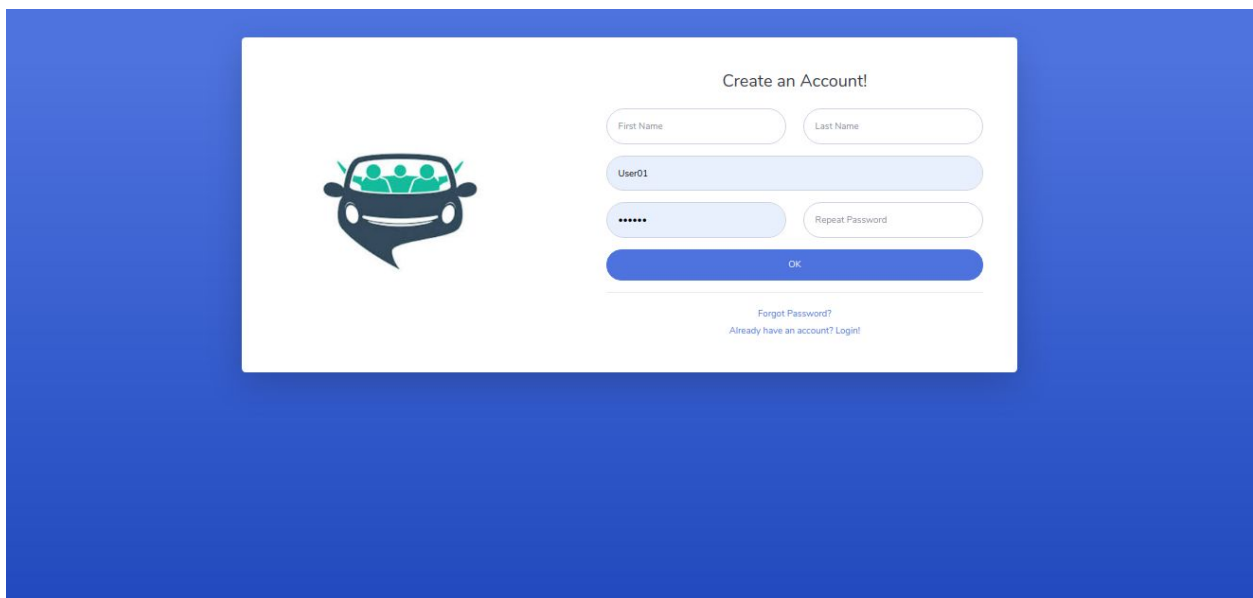 Create an Account!
First Name
Last Name
User01
••••••
Repeat Password
OK
Forgot Password?
Already have an account? Login!